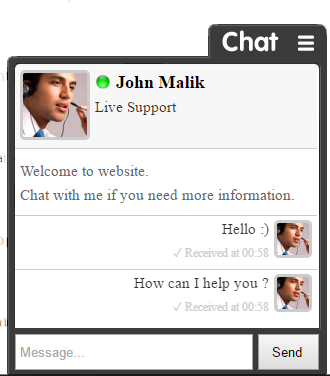 Chat
John Malik
Live Support
Welcome to website.
Chat with me if you need more information.
Hello :)
✓ Received at 00:58
How can I help you ?
✓ Received at 00:58
Message...
Send